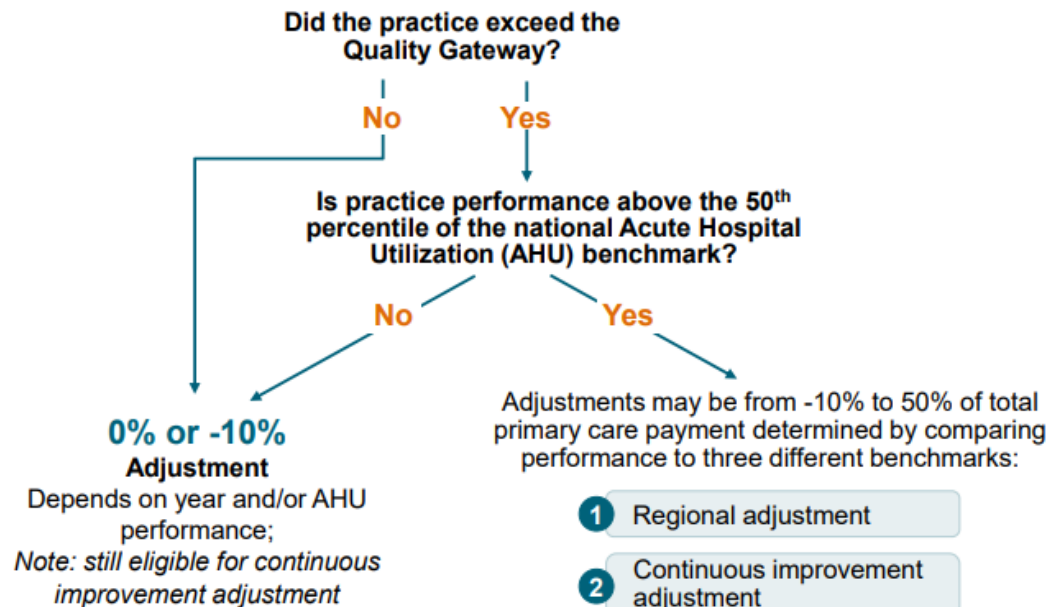 Did the practice exceed the
Quality Gateway?
No
Yes
Is practice performance above the 50th
percentile of the national Acute Hospital
Utilization (AHU) benchmark?
No
Yes
0% or -10%
Adjustment
Depends on year and/or AHU
performance;
Note: still eligible for continuous
improvement adjustment
Adjustments may be from -10% to 50% of total
primary care payment determined by comparing
performance to three different benchmarks:
1 Regional adjustment
2 Continuous improvement
adjustment